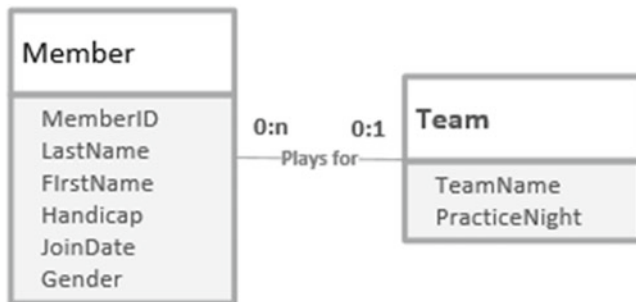 Member
MemberID
LastName
FIrstName
Handicap
JoinDate
Gender
0:n
0:1
Plays for
Team
TeamName
PracticeNight